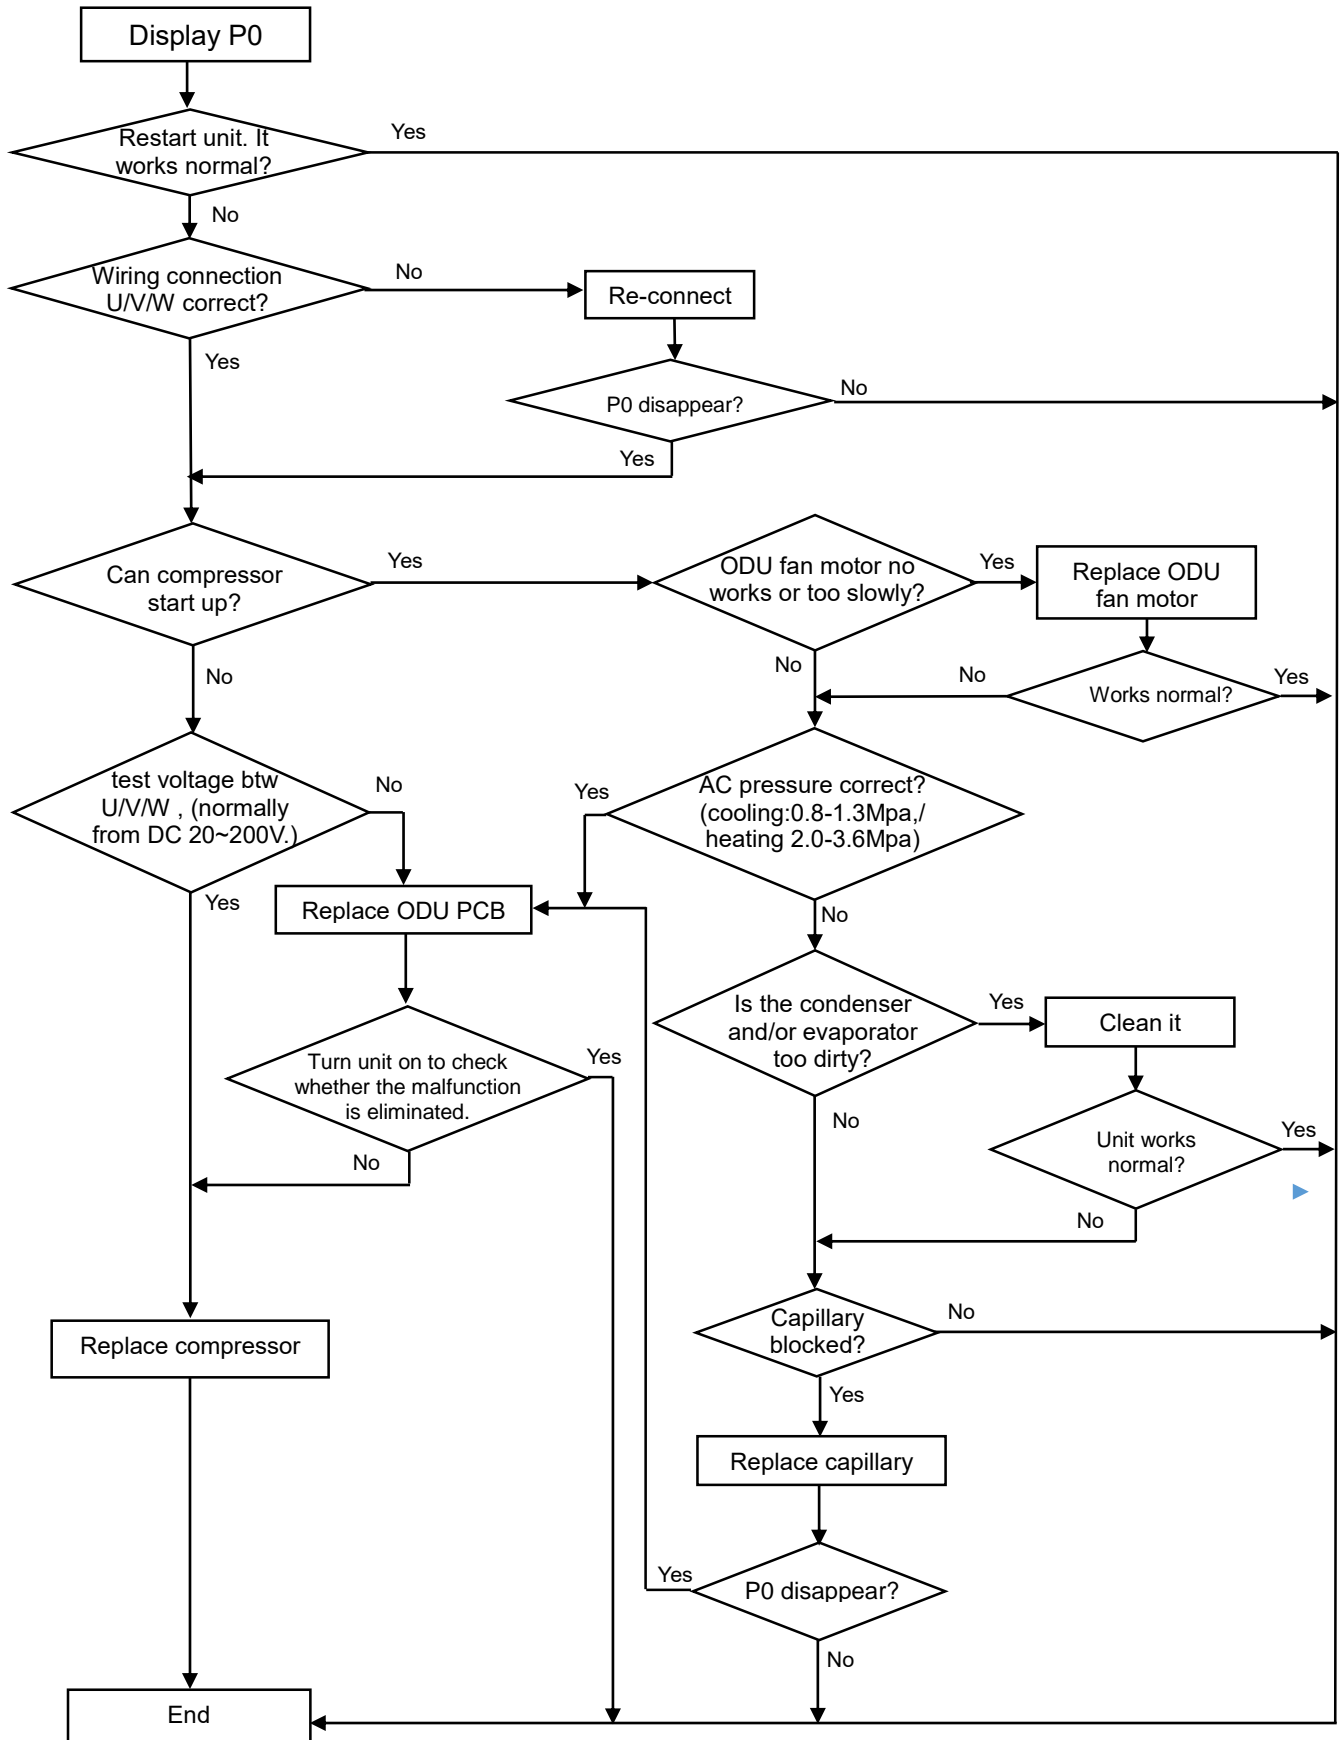 Display P0
Restart unit. It
works normal?
Yes
No
Wiring connection
U/V/W correct?
No
Re-connect
Yes
P0 disappear?
No
Yes
Can compressor
start up?
Yes
ODU fan motor no
works or too slowly?
Yes
Replace ODU
fan motor
No
No
No
Works normal?
Yes
test voltage btw
U/V/W , (normally
from DC 20~200V.)
No
Yes
AC pressure correct?
(cooling:0.8-1.3Mpa,/
heating 2.0-3.6Mpa)
Yes
Replace ODU PCB
No
Is the condenser
and/or evaporator
too dirty?
Yes
Clean it
Turn unit on to check
whether the malfunction
is eliminated.
Yes
No
Unit works
normal?
Yes
No
No
Capillary
blocked?
No
Replace compressor
Yes
Replace capillary
Yes
P0 disappear?
No
End